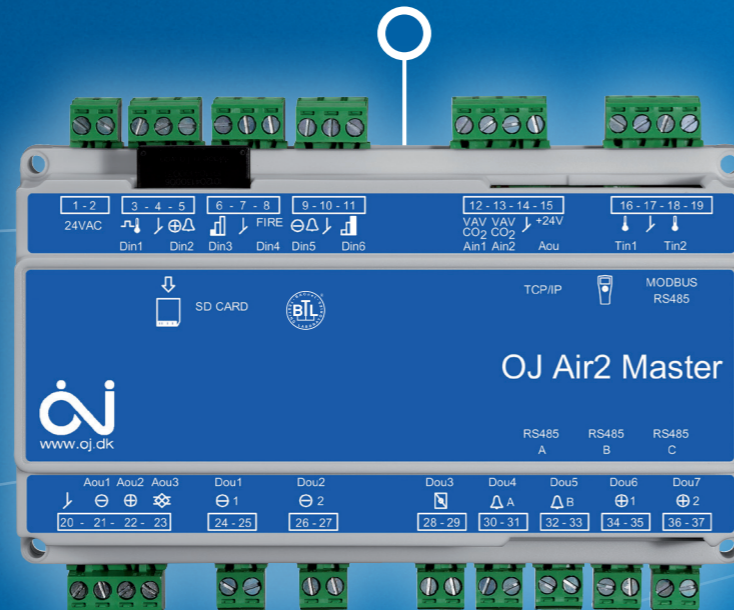 1 - 2 3 - 4 - 5 6 - 7 - 8 9 - 10 - 11 12 - 13 - 14 - 15 16 - 17 - 18 - 19
24VAC FIRE VAV VAV +24V
CO2 CO2
Din1 Din2 Din3 Din4 Din5 Din6 Ain1 Ain2 Aou Tin1 Tin2
TCP/IP MODBUS
RS485
SD CARD BTL
OJ Air2 Master
OJ
www.oj.dk
RS485 RS485 RS485
A B C
Aou1 Aou2 Aou3 Dou1 Dou2 Dou3 Dou4 Dou5 Dou6 Dou7
1 2 A B 1 2
20 - 21 - 22 - 23 24 - 25 26 - 27 28 - 29 30 - 31 32 - 33 34 - 35 36 - 37